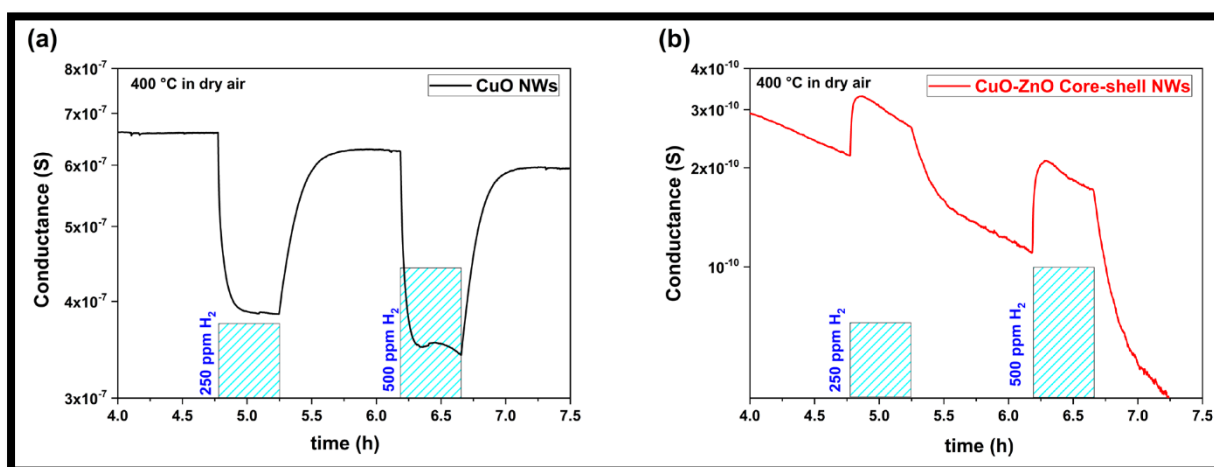 (a)
8x10⁻⁷
7x10⁻⁷
6x10⁻⁷
5x10⁻⁷
4x10⁻⁷
3x10⁻⁷
Conductance (S)
400 °C in dry air
CuO NWs
250 ppm H₂
500 ppm H₂
4.0 4.5 5.0 5.5 6.0 6.5 7.0 7.5
time (h)
(b)
4x10⁻¹⁰
3x10⁻¹⁰
2x10⁻¹⁰
10⁻¹⁰
Conductance (S)
400 °C in dry air
CuO-ZnO Core-shell NWs
250 ppm H₂
500 ppm H₂
4.0 4.5 5.0 5.5 6.0 6.5 7.0 7.5
time (h)